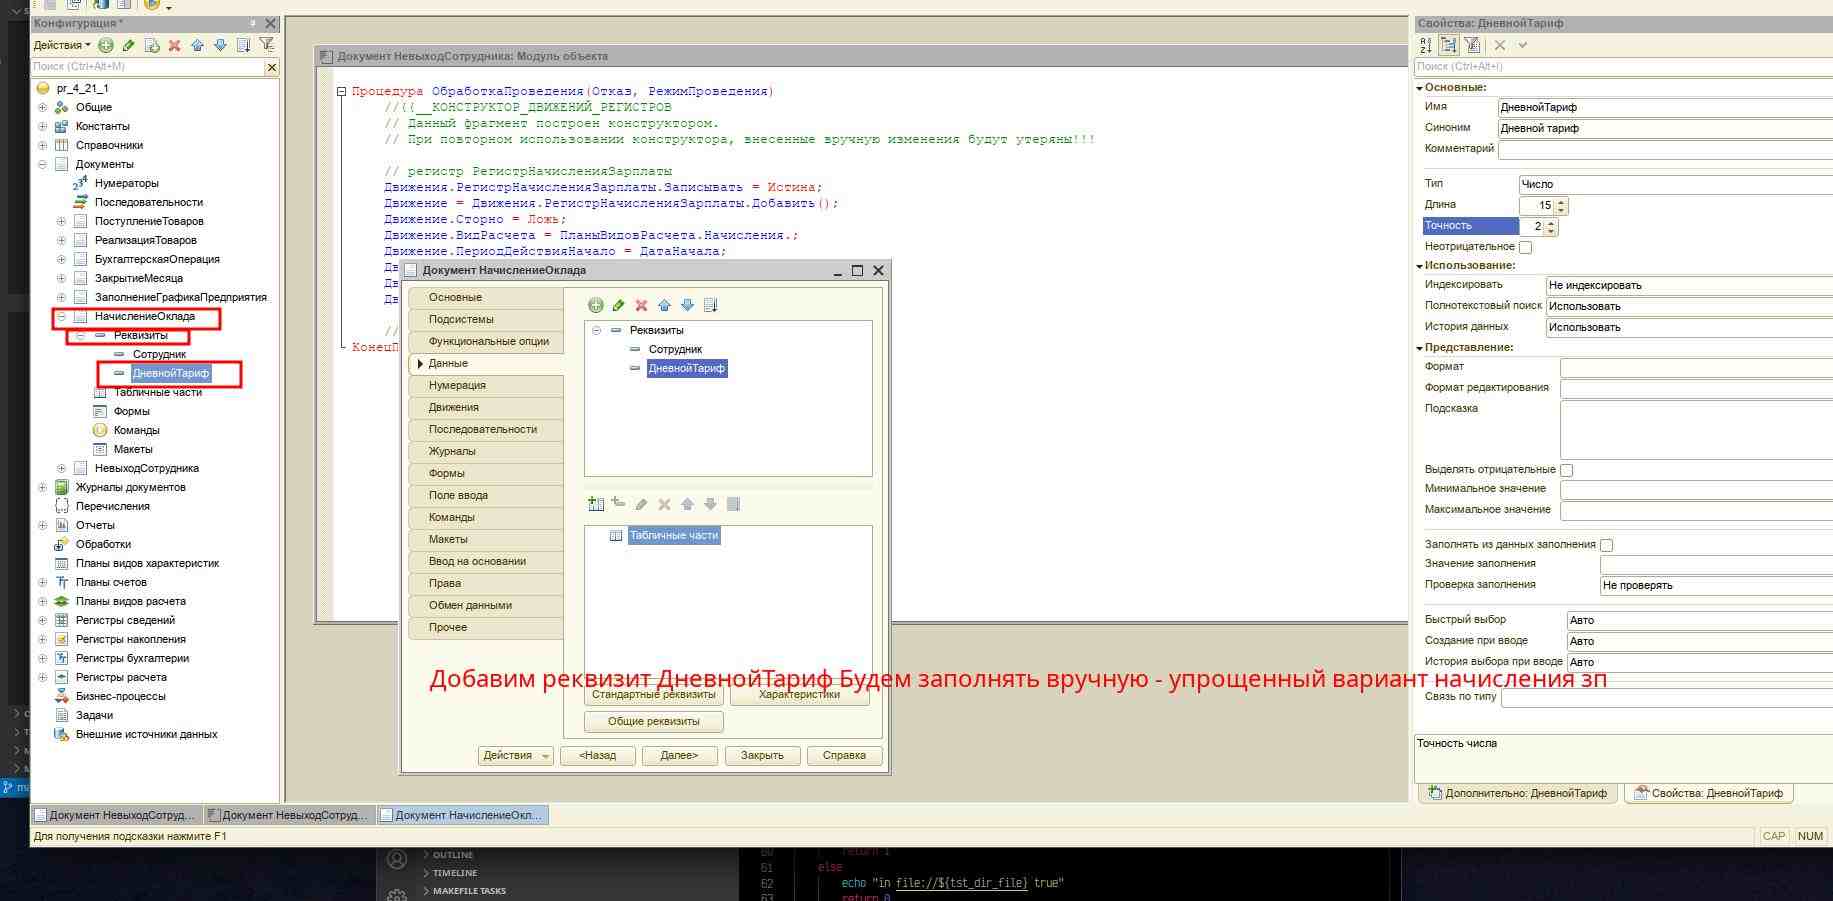 Конфигурация *
Действия
Поиск (Ctrl+Alt+M)
pr_4_21_1
Общие
Константы
Справочники
Документы
Нумераторы
Последовательности
ПоступлениеТоваров
РеализацияТоваров
БухгалтерскаяОперация
ЗакрытиеМесяца
ЗаполнениеГрафикаПредприятия
НачислениеОклада
Реквизиты
Сотрудник
ДневнойТариф
Табличные части
Формы
Команды
Макеты
НевыходСотрудника
Журналы документов
Перечисления
Отчеты
Обработки
Планы видов характеристик
Планы счетов
Планы видов расчета
Регистры сведений
Регистры накопления
Регистры бухгалтерии
Регистры расчета
Бизнес-процессы
Задачи
Внешние источники данных
Документ НевыходСотрудника: Модуль объекта
Процедура ОбработкаПроведения(Отказ, РежимПроведения)
//{{__КОНСТРУКТОР_ДВИЖЕНИЙ_РЕГИСТРОВ
// Данный фрагмент построен конструктором.
// При повторном использовании конструктора, внесенные вручную изменения будут утеряны!!!
// регистр РегистрНачисленияЗарплаты
Движения.РегистрНачисленияЗарплаты.Записывать = Истина;
Движение = Движения.РегистрНачисленияЗарплаты.Добавить();
Движение.Сторно = Ложь;
Движение.ВидРасчета = ПланыВидовРасчета.Начисления.;
Движение.ПериодДействияНачало = ДатаНачала;
Дв
Дв
Дв
//
КонецП
Документ НачислениеОклада
Основные
Подсистемы
Функциональные опции
Данные
Нумерация
Движения
Последовательности
Журналы
Формы
Поле ввода
Команды
Макеты
Ввод на основании
Права
Обмен данными
Прочее
Реквизиты
Сотрудник
ДневнойТариф
Табличные части
Добавим реквизит ДневнойТариф Будем заполнять вручную - упрощенный вариант начисления зп
Стандартные реквизиты
Характеристики
Общие реквизиты
Действия
<Назад
Далее>
Закрыть
Справка
Свойства: ДневнойТариф
Поиск (Ctrl+Alt+I)
Основные:
Имя ДневнойТариф
Синоним Дневной тариф
Комментарий
Тип Число
Длина 15
Точность 2
Неотрицательное
Использование:
Индексировать Не индексировать
Полнотекстовый поиск Использовать
История данных Использовать
Представление:
Формат
Формат редактирования
Подсказка
Выделять отрицательные
Минимальное значение
Максимальное значение
Заполнять из данных заполнения
Значение заполнения
Проверка заполнения Не проверять
Быстрый выбор Авто
Создание при вводе Авто
История выбора при вводе Авто
Связь по типу
Точность числа
Дополнительно: ДневнойТариф
Свойства: ДневнойТариф
Документ НевыходСотруд...
Документ НевыходСотруд...
Документ НачислениеОкл...
Для получения подсказки нажмите F1
CAP
NUM
OUTLINE
TIMELINE
MAKEFILE TASKS
60 return 1
61 else
62 echo "in file://${tst_dir_file} true"
63 return 0